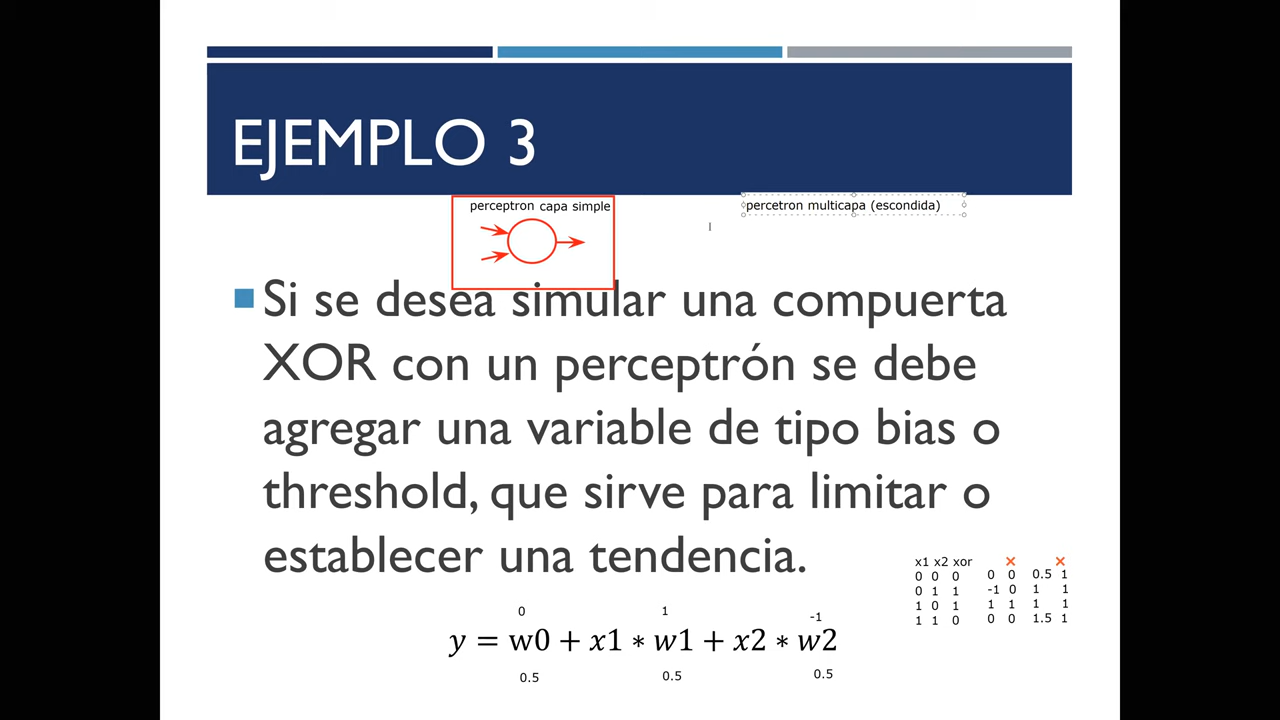 EJEMPLO 3
perceptron capa simple
percetron multicapa (escondida)
Si se desea simular una compuerta
XOR con un perceptrón se debe
agregar una variable de tipo bias o
threshold, que sirve para limitar o
establecer una tendencia.
x1 x2 xor × ×
0 0 0 0 0 0.5 1
0 1 1 -1 0 1 1
1 0 1 1 1 1 1
1 1 0 0 0 1.5 1
0 1 -1
y = w0 + x1 ∗ w1 + x2 ∗ w2
0.5 0.5 0.5